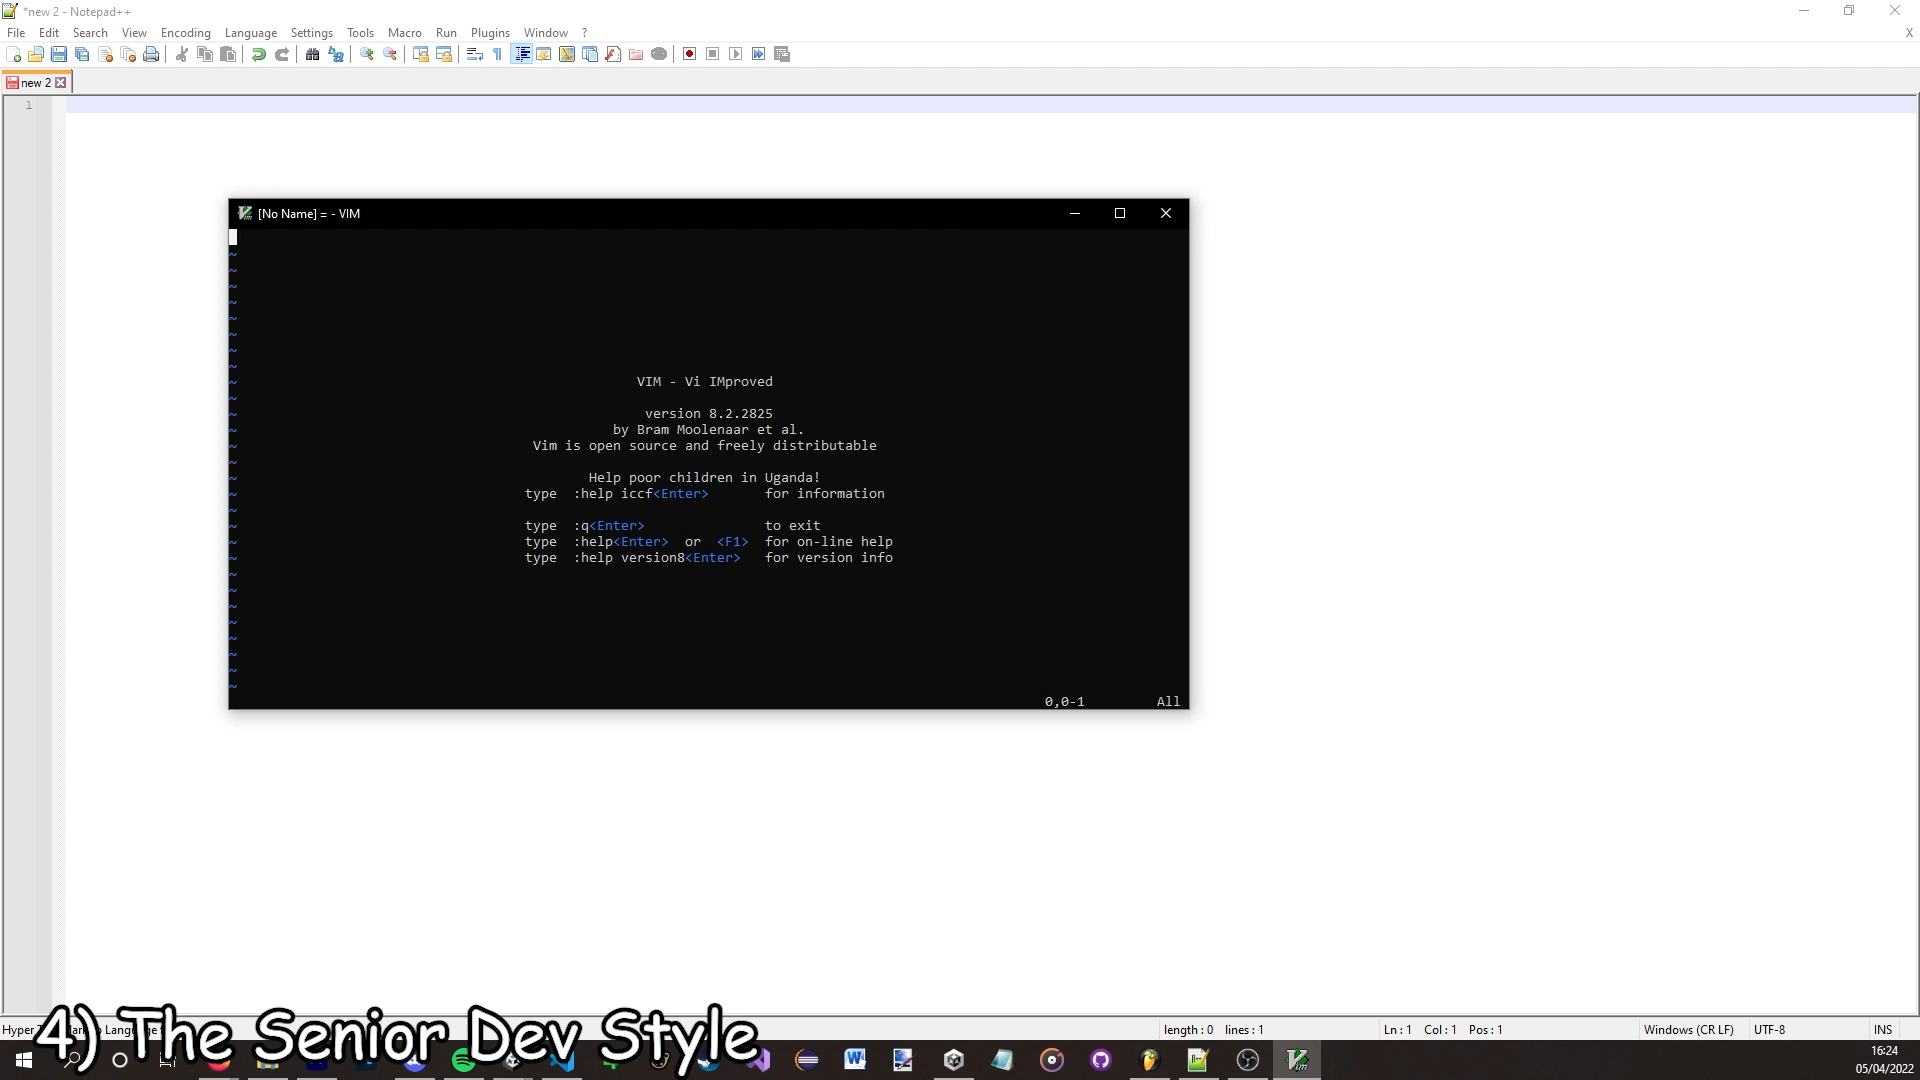 *new 2 - Notepad++
File Edit Search View Encoding Language Settings Tools Macro Run Plugins Window ? X
new 2
1
[No Name] = - VIM
~
~
~
~
~
~
~
~
~
VIM - Vi IMproved
~
~
version 8.2.2825
~
by Bram Moolenaar et al.
~
Vim is open source and freely distributable
~
~
Help poor children in Uganda!
~
type :help iccf<Enter> for information
~
~
type :q<Enter> to exit
~
type :help<Enter> or <F1> for on-line help
~
type :help version8<Enter> for version info
~
~
~
~
~
~
~
~
0,0-1 All
4) The Senior Dev Style
Hyper length : 0 lines : 1 Ln : 1 Col : 1 Pos : 1 Windows (CR LF) UTF-8 INS
16:24
05/04/2022